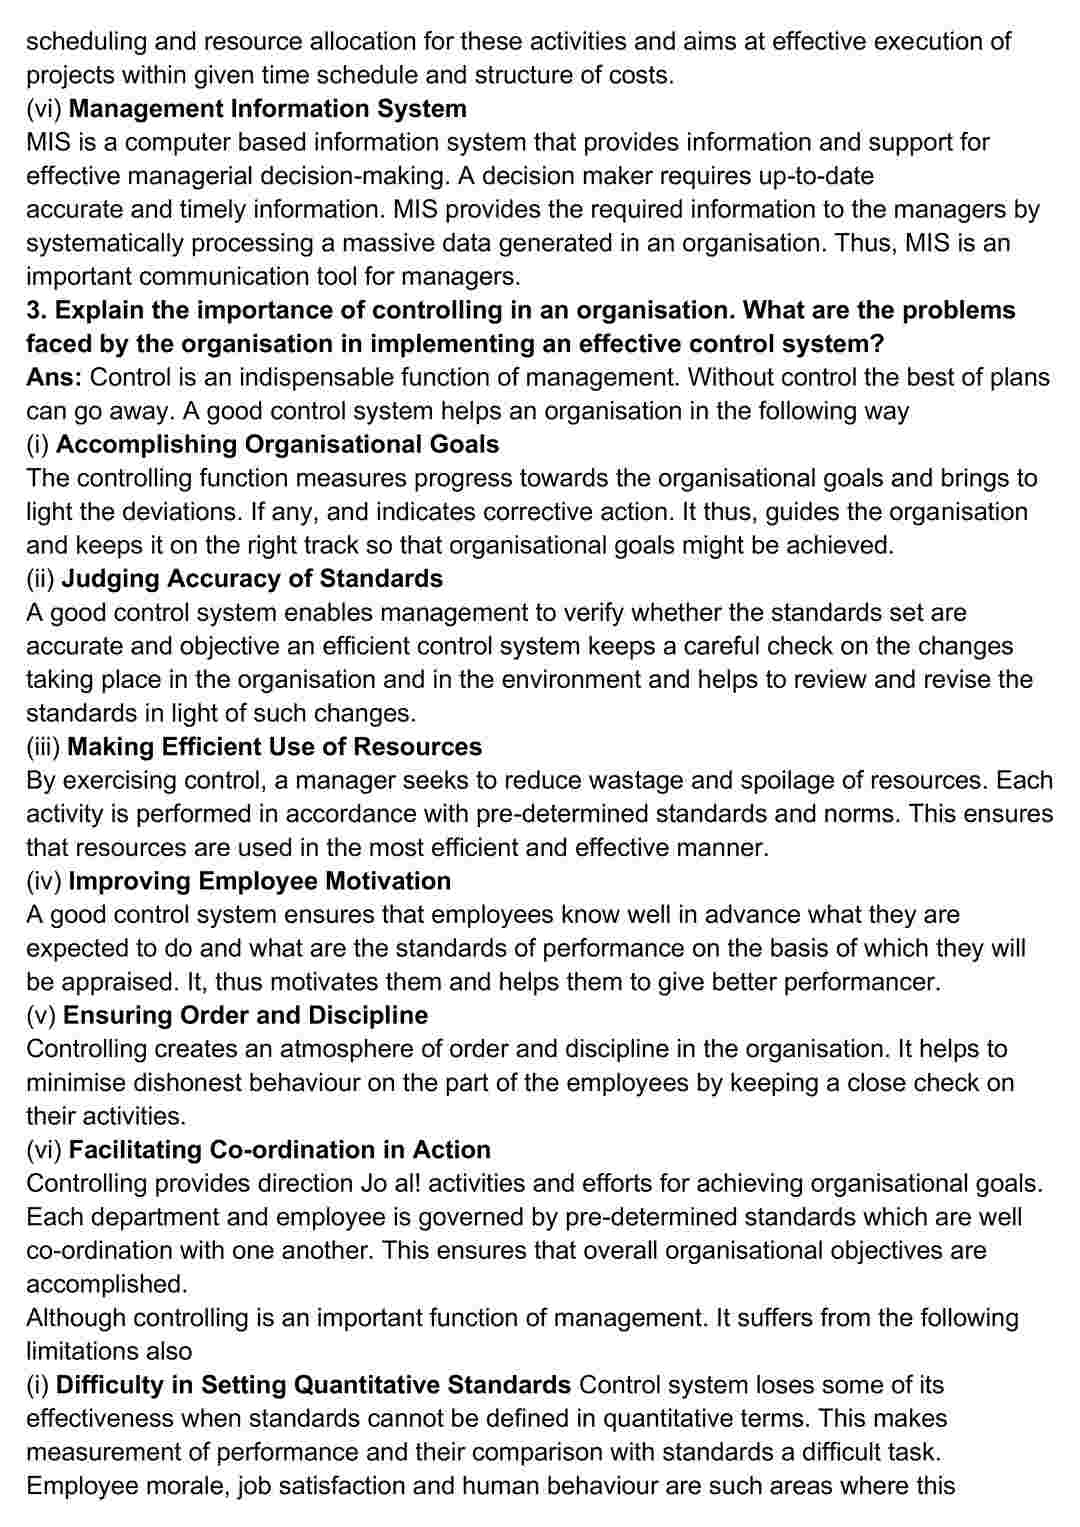 scheduling and resource allocation for these activities and aims at effective execution of
projects within given time schedule and structure of costs.
(vi) Management Information System
MIS is a computer based information system that provides information and support for
effective managerial decision-making. A decision maker requires up-to-date
accurate and timely information. MIS provides the required information to the managers by
systematically processing a massive data generated in an organisation. Thus, MIS is an
important communication tool for managers.
3. Explain the importance of controlling in an organisation. What are the problems
faced by the organisation in implementing an effective control system?
Ans: Control is an indispensable function of management. Without control the best of plans
can go away. A good control system helps an organisation in the following way
(i) Accomplishing Organisational Goals
The controlling function measures progress towards the organisational goals and brings to
light the deviations. If any, and indicates corrective action. It thus, guides the organisation
and keeps it on the right track so that organisational goals might be achieved.
(ii) Judging Accuracy of Standards
A good control system enables management to verify whether the standards set are
accurate and objective an efficient control system keeps a careful check on the changes
taking place in the organisation and in the environment and helps to review and revise the
standards in light of such changes.
(iii) Making Efficient Use of Resources
By exercising control, a manager seeks to reduce wastage and spoilage of resources. Each
activity is performed in accordance with pre-determined standards and norms. This ensures
that resources are used in the most efficient and effective manner.
(iv) Improving Employee Motivation
A good control system ensures that employees know well in advance what they are
expected to do and what are the standards of performance on the basis of which they will
be appraised. It, thus motivates them and helps them to give better performancer.
(v) Ensuring Order and Discipline
Controlling creates an atmosphere of order and discipline in the organisation. It helps to
minimise dishonest behaviour on the part of the employees by keeping a close check on
their activities.
(vi) Facilitating Co-ordination in Action
Controlling provides direction Jo al! activities and efforts for achieving organisational goals.
Each department and employee is governed by pre-determined standards which are well
co-ordination with one another. This ensures that overall organisational objectives are
accomplished.
Although controlling is an important function of management. It suffers from the following
limitations also
(i) Difficulty in Setting Quantitative Standards Control system loses some of its
effectiveness when standards cannot be defined in quantitative terms. This makes
measurement of performance and their comparison with standards a difficult task.
Employee morale, job satisfaction and human behaviour are such areas where this